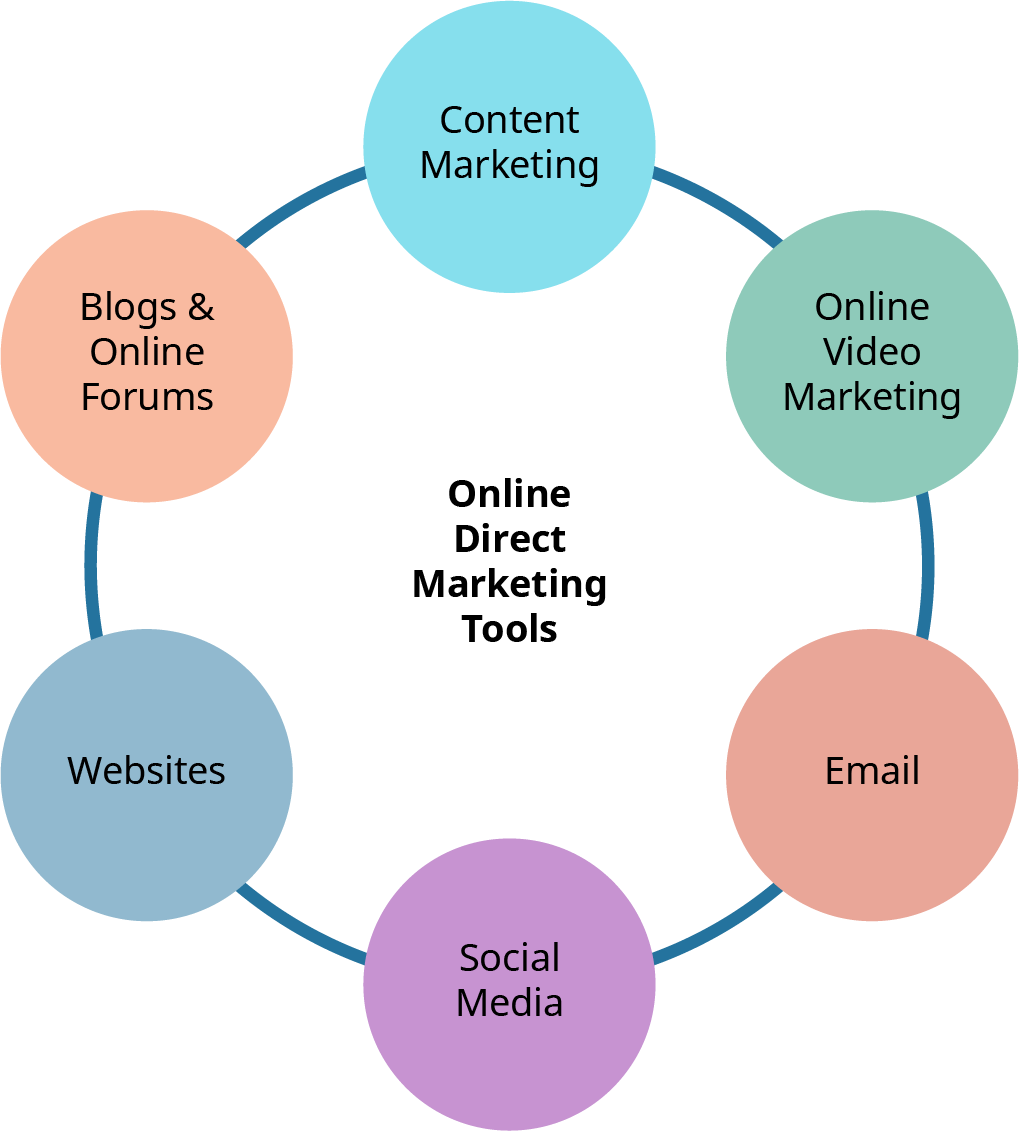 Content
Marketing
Online
Video
Marketing
Email
Social
Media
Websites
Blogs &
Online
Forums
Online
Direct
Marketing
Tools